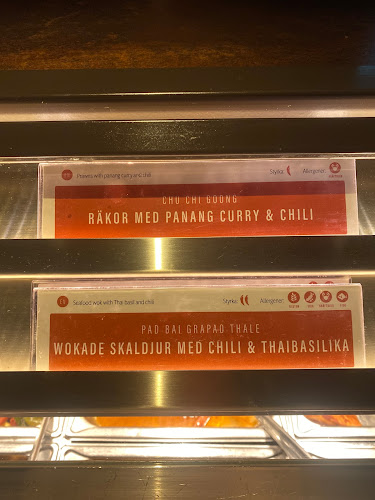 Prawns with panang curry and chili Styrka: Allergener:
CHU CHI GOONG
RÄKOR MED PANANG CURRY & CHILI
Seafood wok with Thai basil and chili Styrka: Allergener:
PAD BAI GRAPAO THALE
WOKADE SKALDJUR MED CHILI & THAIBASILIKA